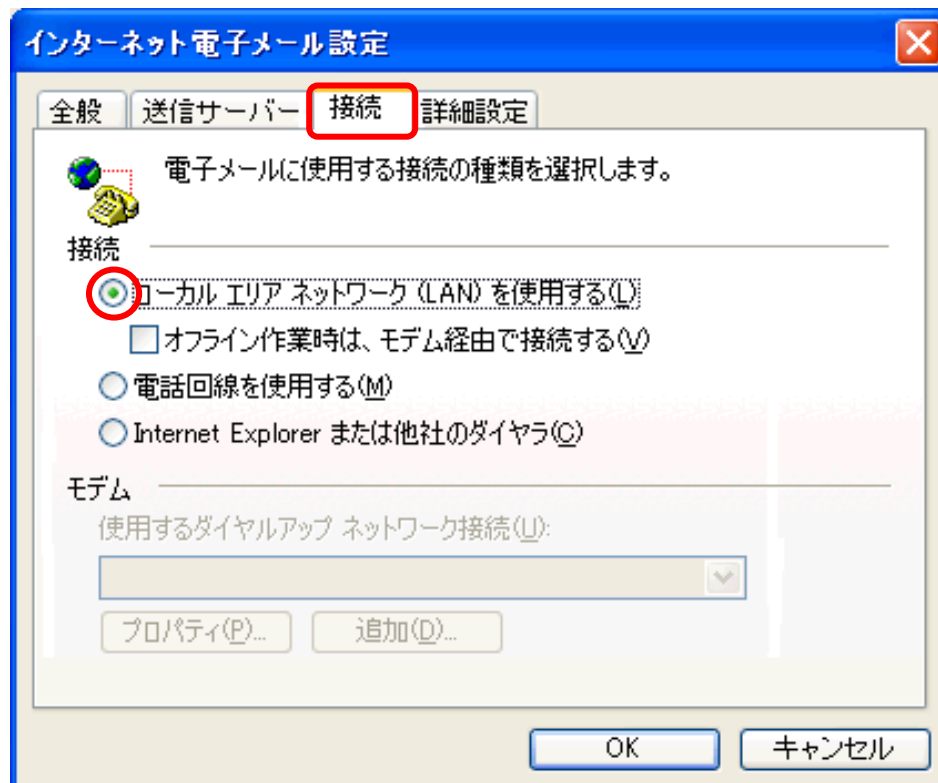 インターネット電子メール設定
全般 送信サーバー 接続 詳細設定
電子メールに使用する接続の種類を選択します。
接続
ローカル エリア ネットワーク (LAN) を使用する(L)
オフライン作業時は、モデム経由で接続する(V)
電話回線を使用する(M)
Internet Explorer または他社のダイヤラ(C)
モデム
使用するダイヤルアップ ネットワーク接続(U):
プロパティ(P)... 追加(D)...
OK キャンセル